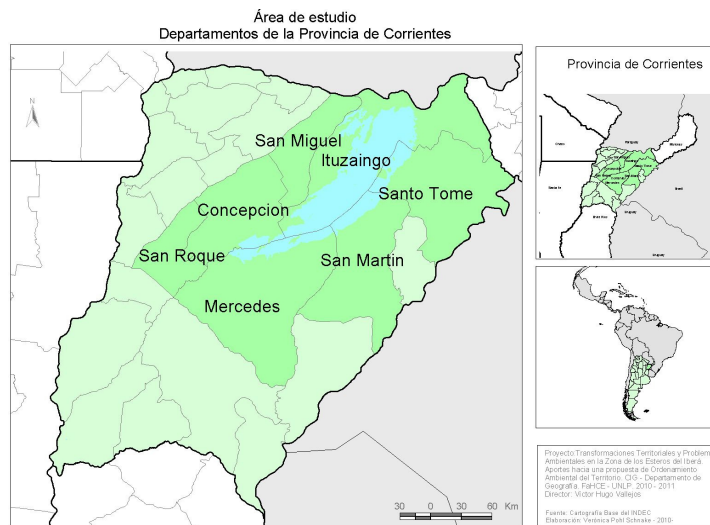 Área de estudio
Departamentos de la Provincia de Corrientes
N
San Miguel
Ituzaingo
Santo Tome
Concepcion
San Roque
San Martin
Mercedes
30 0 30 60 Km
Provincia de Corrientes
Proyecto:Transformaciones Territoriales y Problem
Ambientales en la Zona de los Esteros del Iberá.
Aportes hacia una propuesta de Ordenamiento
Ambiental del Territorio. CIG - Departamento de
Geografía. FaHCE - UNLP. 2010 - 2011
Director: Victor Hugo Vallejos
Fuente: Cartografía Base del INDEC
Elaboración: Verónica Pohl Schnake - 2010-